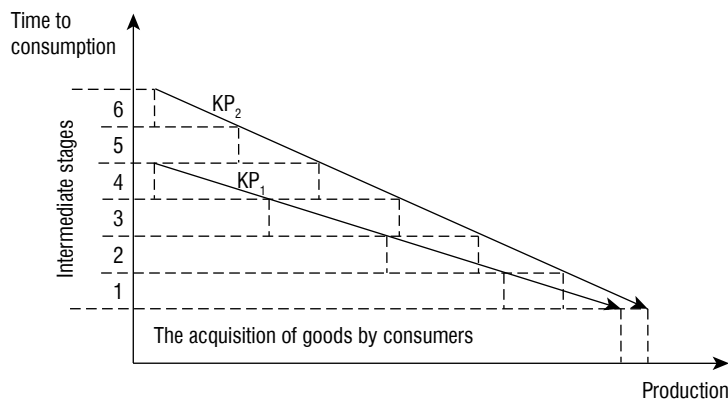 Time to
consumption
Intermediate stages
6
5
4
3
2
1
KP₂
KP₁
The acquisition of goods by consumers
Production